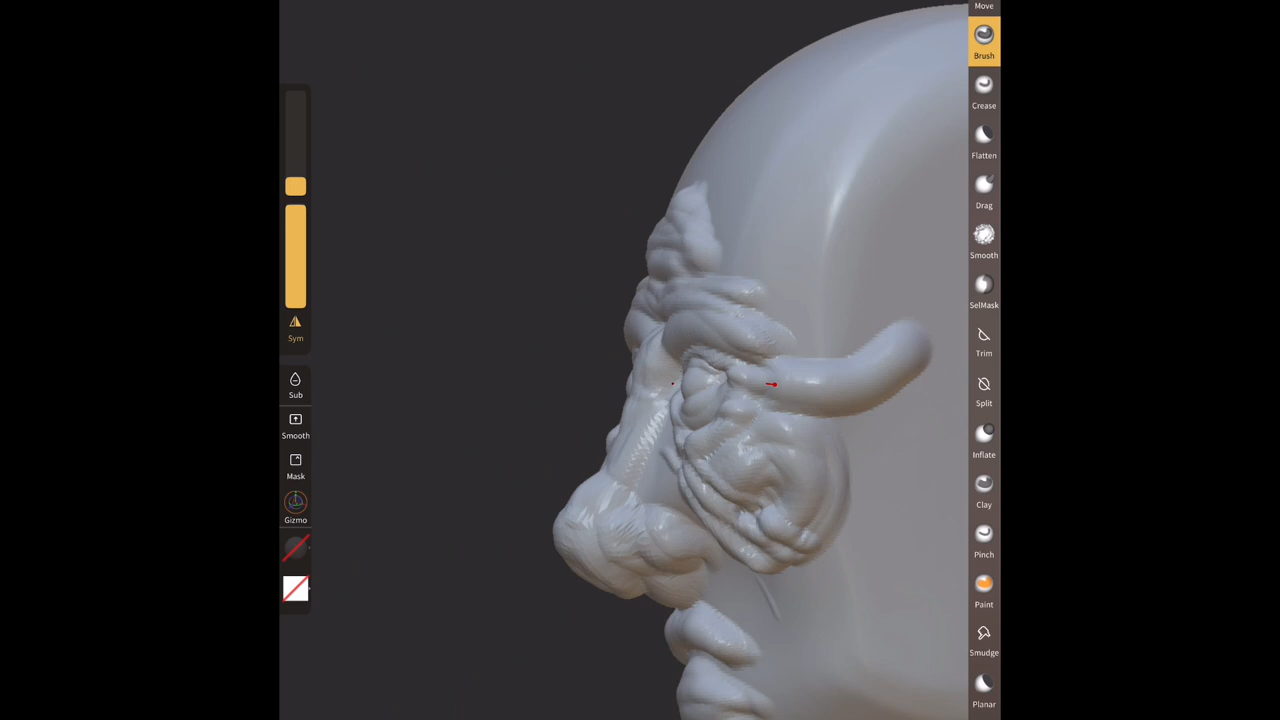 Sym
Sub
Smooth
Mask
Gizmo
Move
Brush
Crease
Flatten
Drag
Smooth
SelMask
Trim
Split
Inflate
Clay
Pinch
Paint
Smudge
Planar